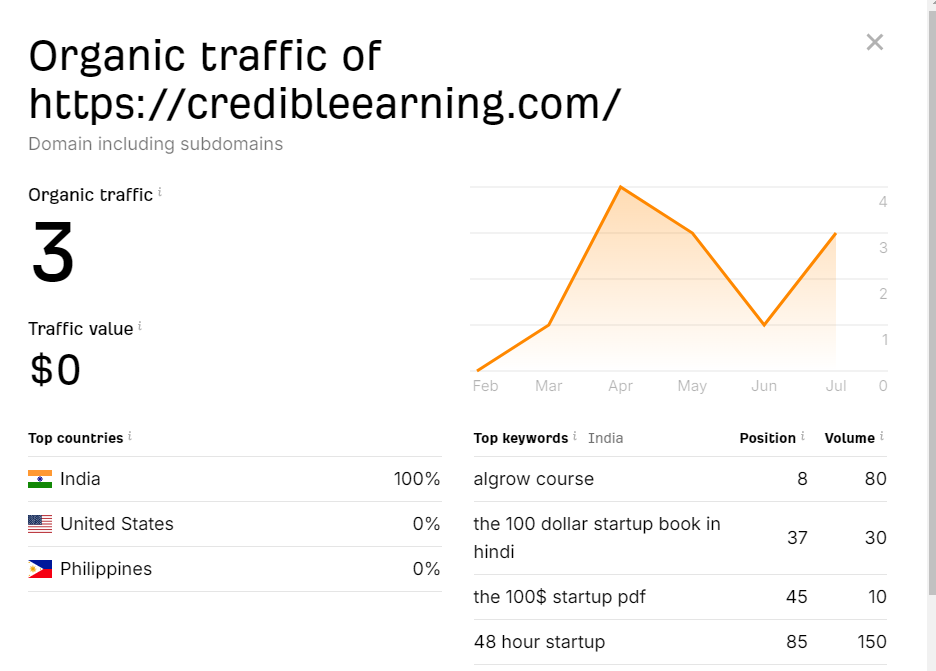 Organic traffic of
https://credibleearning.com/
Domain including subdomains
Organic traffic i
3
Traffic value i
$0
4
3
2
1
Feb Mar Apr May Jun Jul 0
Top countries i
India 100%
United States 0%
Philippines 0%
Top keywords i India Position i Volume i
algrow course 8 80
the 100 dollar startup book in
hindi 37 30
the 100$ startup pdf 45 10
48 hour startup 85 150